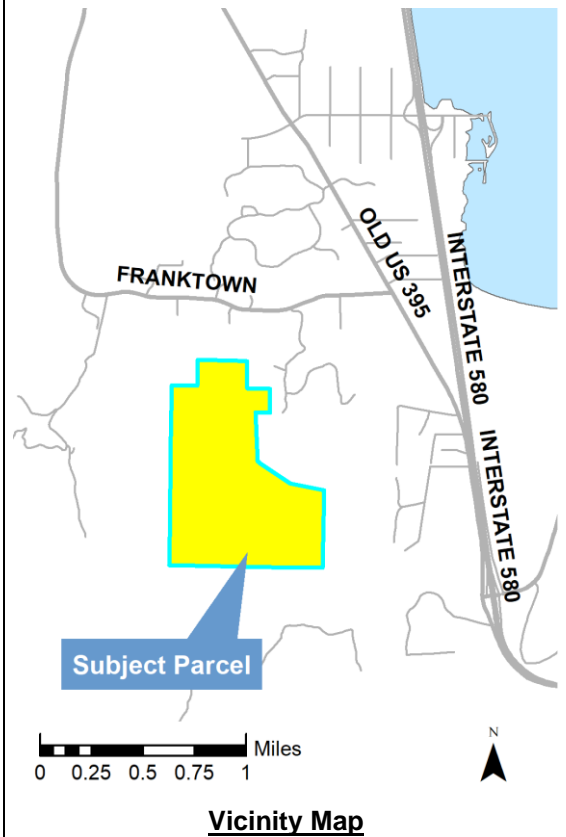 FRANKTOWN
OLD US 395
INTERSTATE 580
INTERSTATE 580
Subject Parcel
Miles
0 0.25 0.5 0.75 1
N
Vicinity Map